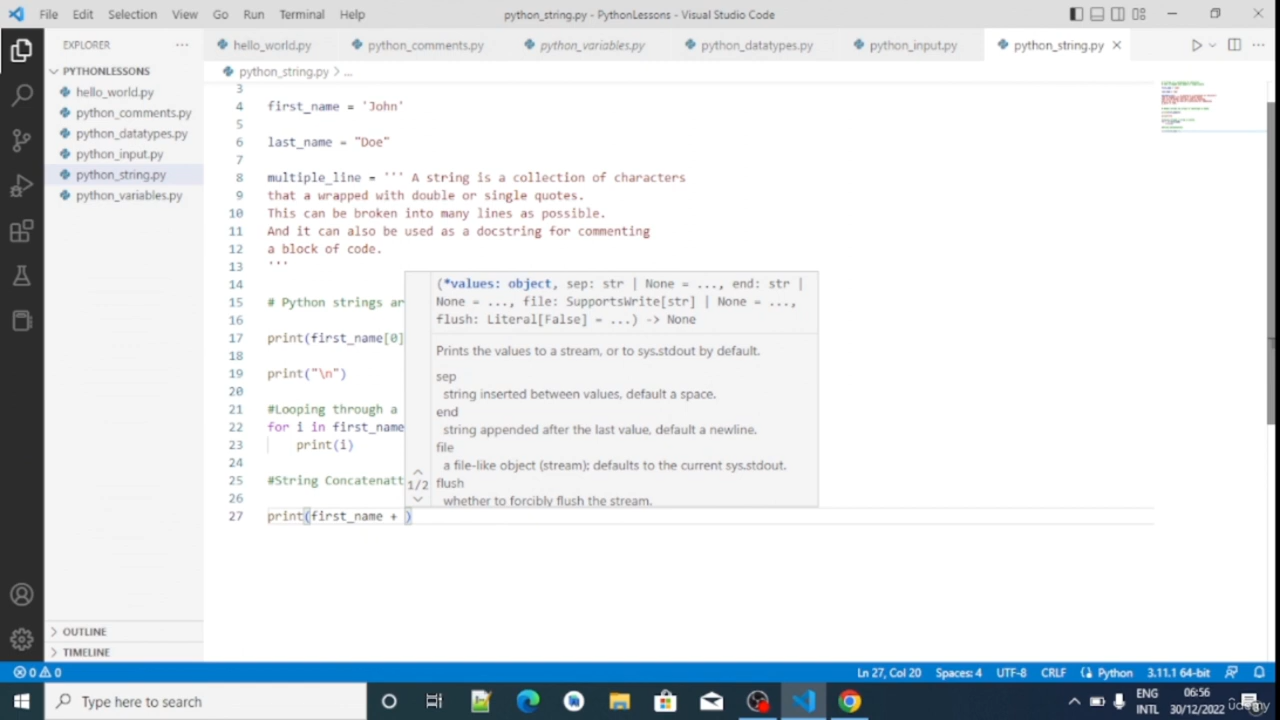 File Edit Selection View Go Run Terminal Help python_string.py - PythonLessons - Visual Studio Code
EXPLORER ... hello_world.py python_comments.py python_variables.py python_datatypes.py python_input.py python_string.py
PYTHONLESSONS
python_string.py > ...
hello_world.py
python_comments.py
python_datatypes.py
python_input.py
python_string.py
python_variables.py
3
4 first_name = 'John'
5
6 last_name = "Doe"
7
8 multiple_line = ''' A string is a collection of characters
9 that a wrapped with double or single quotes.
10 This can be broken into many lines as possible.
11 And it can also be used as a docstring for commenting
12 a block of code.
13 '''
14
15 # Python strings ar
16
17 print(first_name[0]
18
19 print("\n")
20
21 #Looping through a
22 for i in first_name
23 print(i)
24
25 #String Concatenatt
26
27 print(first_name + )
(*values: object, sep: str | None = ..., end: str |
None = ..., file: SupportsWrite[str] | None = ...,
flush: Literal[False] = ...) -> None
Prints the values to a stream, or to sys.stdout by default.
sep
string inserted between values, default a space.
end
string appended after the last value, default a newline.
file
a file-like object (stream); defaults to the current sys.stdout.
1/2
flush
whether to forcibly flush the stream.
OUTLINE
TIMELINE
0 0 Ln 27, Col 20 Spaces: 4 UTF-8 CRLF Python 3.11.1 64-bit
Type here to search
ENG
INTL
06:56
30/12/2022
udemy